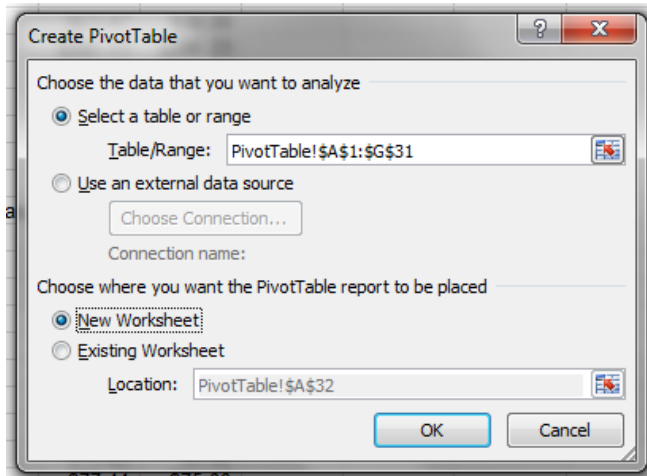 Create PivotTable
Choose the data that you want to analyze
Select a table or range
Table/Range: PivotTable!$A$1:$G$31
Use an external data source
Choose Connection...
Connection name:
Choose where you want the PivotTable report to be placed
New Worksheet
Existing Worksheet
Location: PivotTable!$A$32
OK Cancel